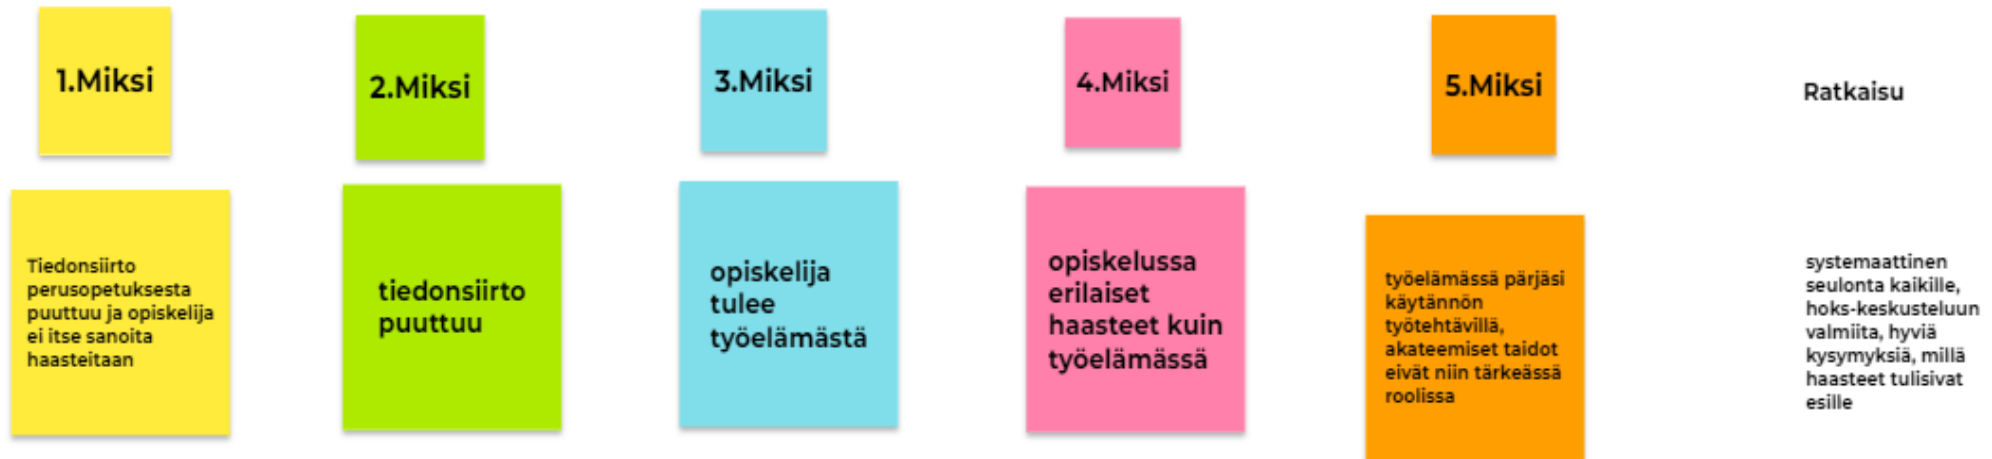 1.Miksi
2.Miksi
3.Miksi
4.Miksi
5.Miksi
Ratkaisu
Tiedonsiirto
perusopetuksesta
puuttuu ja opiskelija
ei itse sanoita
haasteitaan
tiedonsiirto
puuttuu
opiskelija
tulee
työelämästä
opiskelussa
erilaiset
haasteet kuin
työelämässä
työelämässä pärjäsi
käytännön
työtehtävillä,
akateemiset taidot
eivät niin tärkeässä
roolissa
systemaattinen
seulonta kaikille,
hoks-keskusteluun
valmiita, hyviä
kysymyksiä, millä
haasteet tulisivat
esille